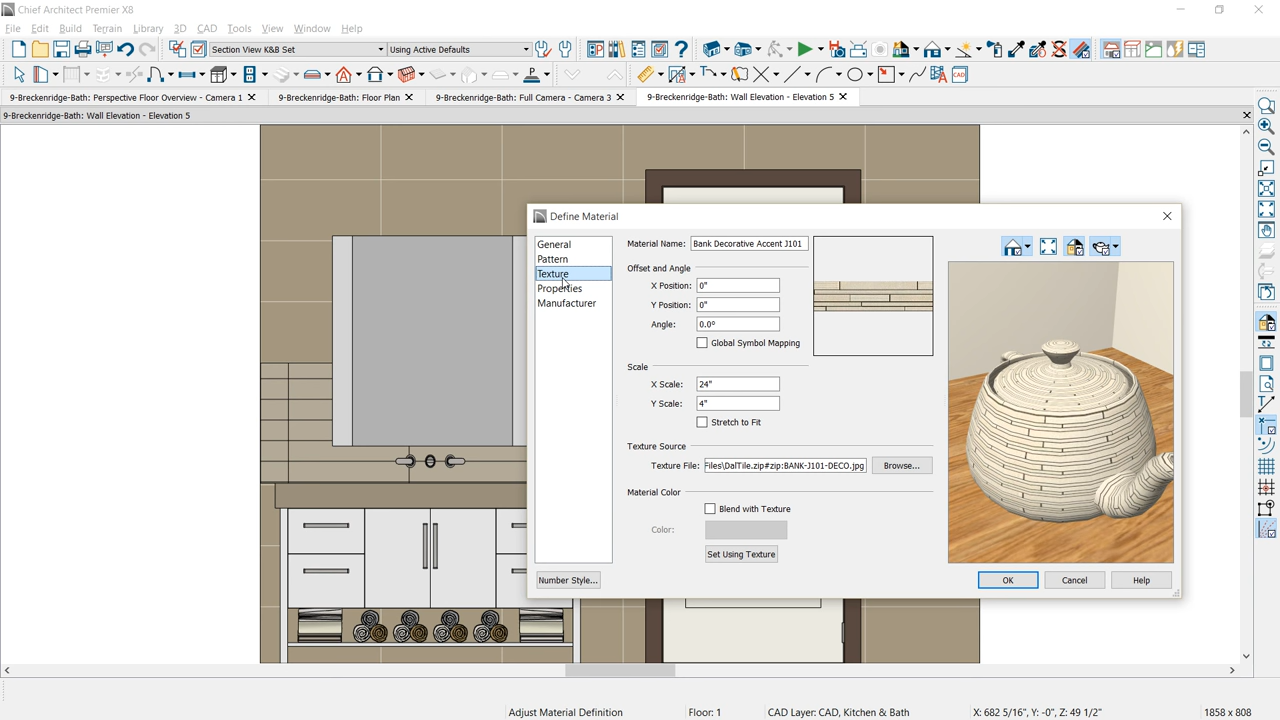 Chief Architect Premier X8
File Edit Build Terrain Library 3D CAD Tools View Window Help
Section View K&B Set Using Active Defaults
9-Breckenridge-Bath: Perspective Floor Overview - Camera 1 9-Breckenridge-Bath: Floor Plan 9-Breckenridge-Bath: Full Camera - Camera 3 9-Breckenridge-Bath: Wall Elevation - Elevation 5
9-Breckenridge-Bath: Wall Elevation - Elevation 5
Define Material
General
Pattern
Texture
Properties
Manufacturer
Material Name: Bank Decorative Accent J101
Offset and Angle
X Position: 0"
Y Position: 0"
Angle: 0.0°
Global Symbol Mapping
Scale
X Scale: 24"
Y Scale: 4"
Stretch to Fit
Texture Source
Texture File: Files\DalTile.zip#zip:BANK-J101-DECO.jpg Browse...
Material Color
Blend with Texture
Color:
Set Using Texture
Number Style... OK Cancel Help
Adjust Material Definition Floor: 1 CAD Layer: CAD, Kitchen & Bath X: 682 5/16", Y: -0", Z: 49 1/2" 1858 x 808